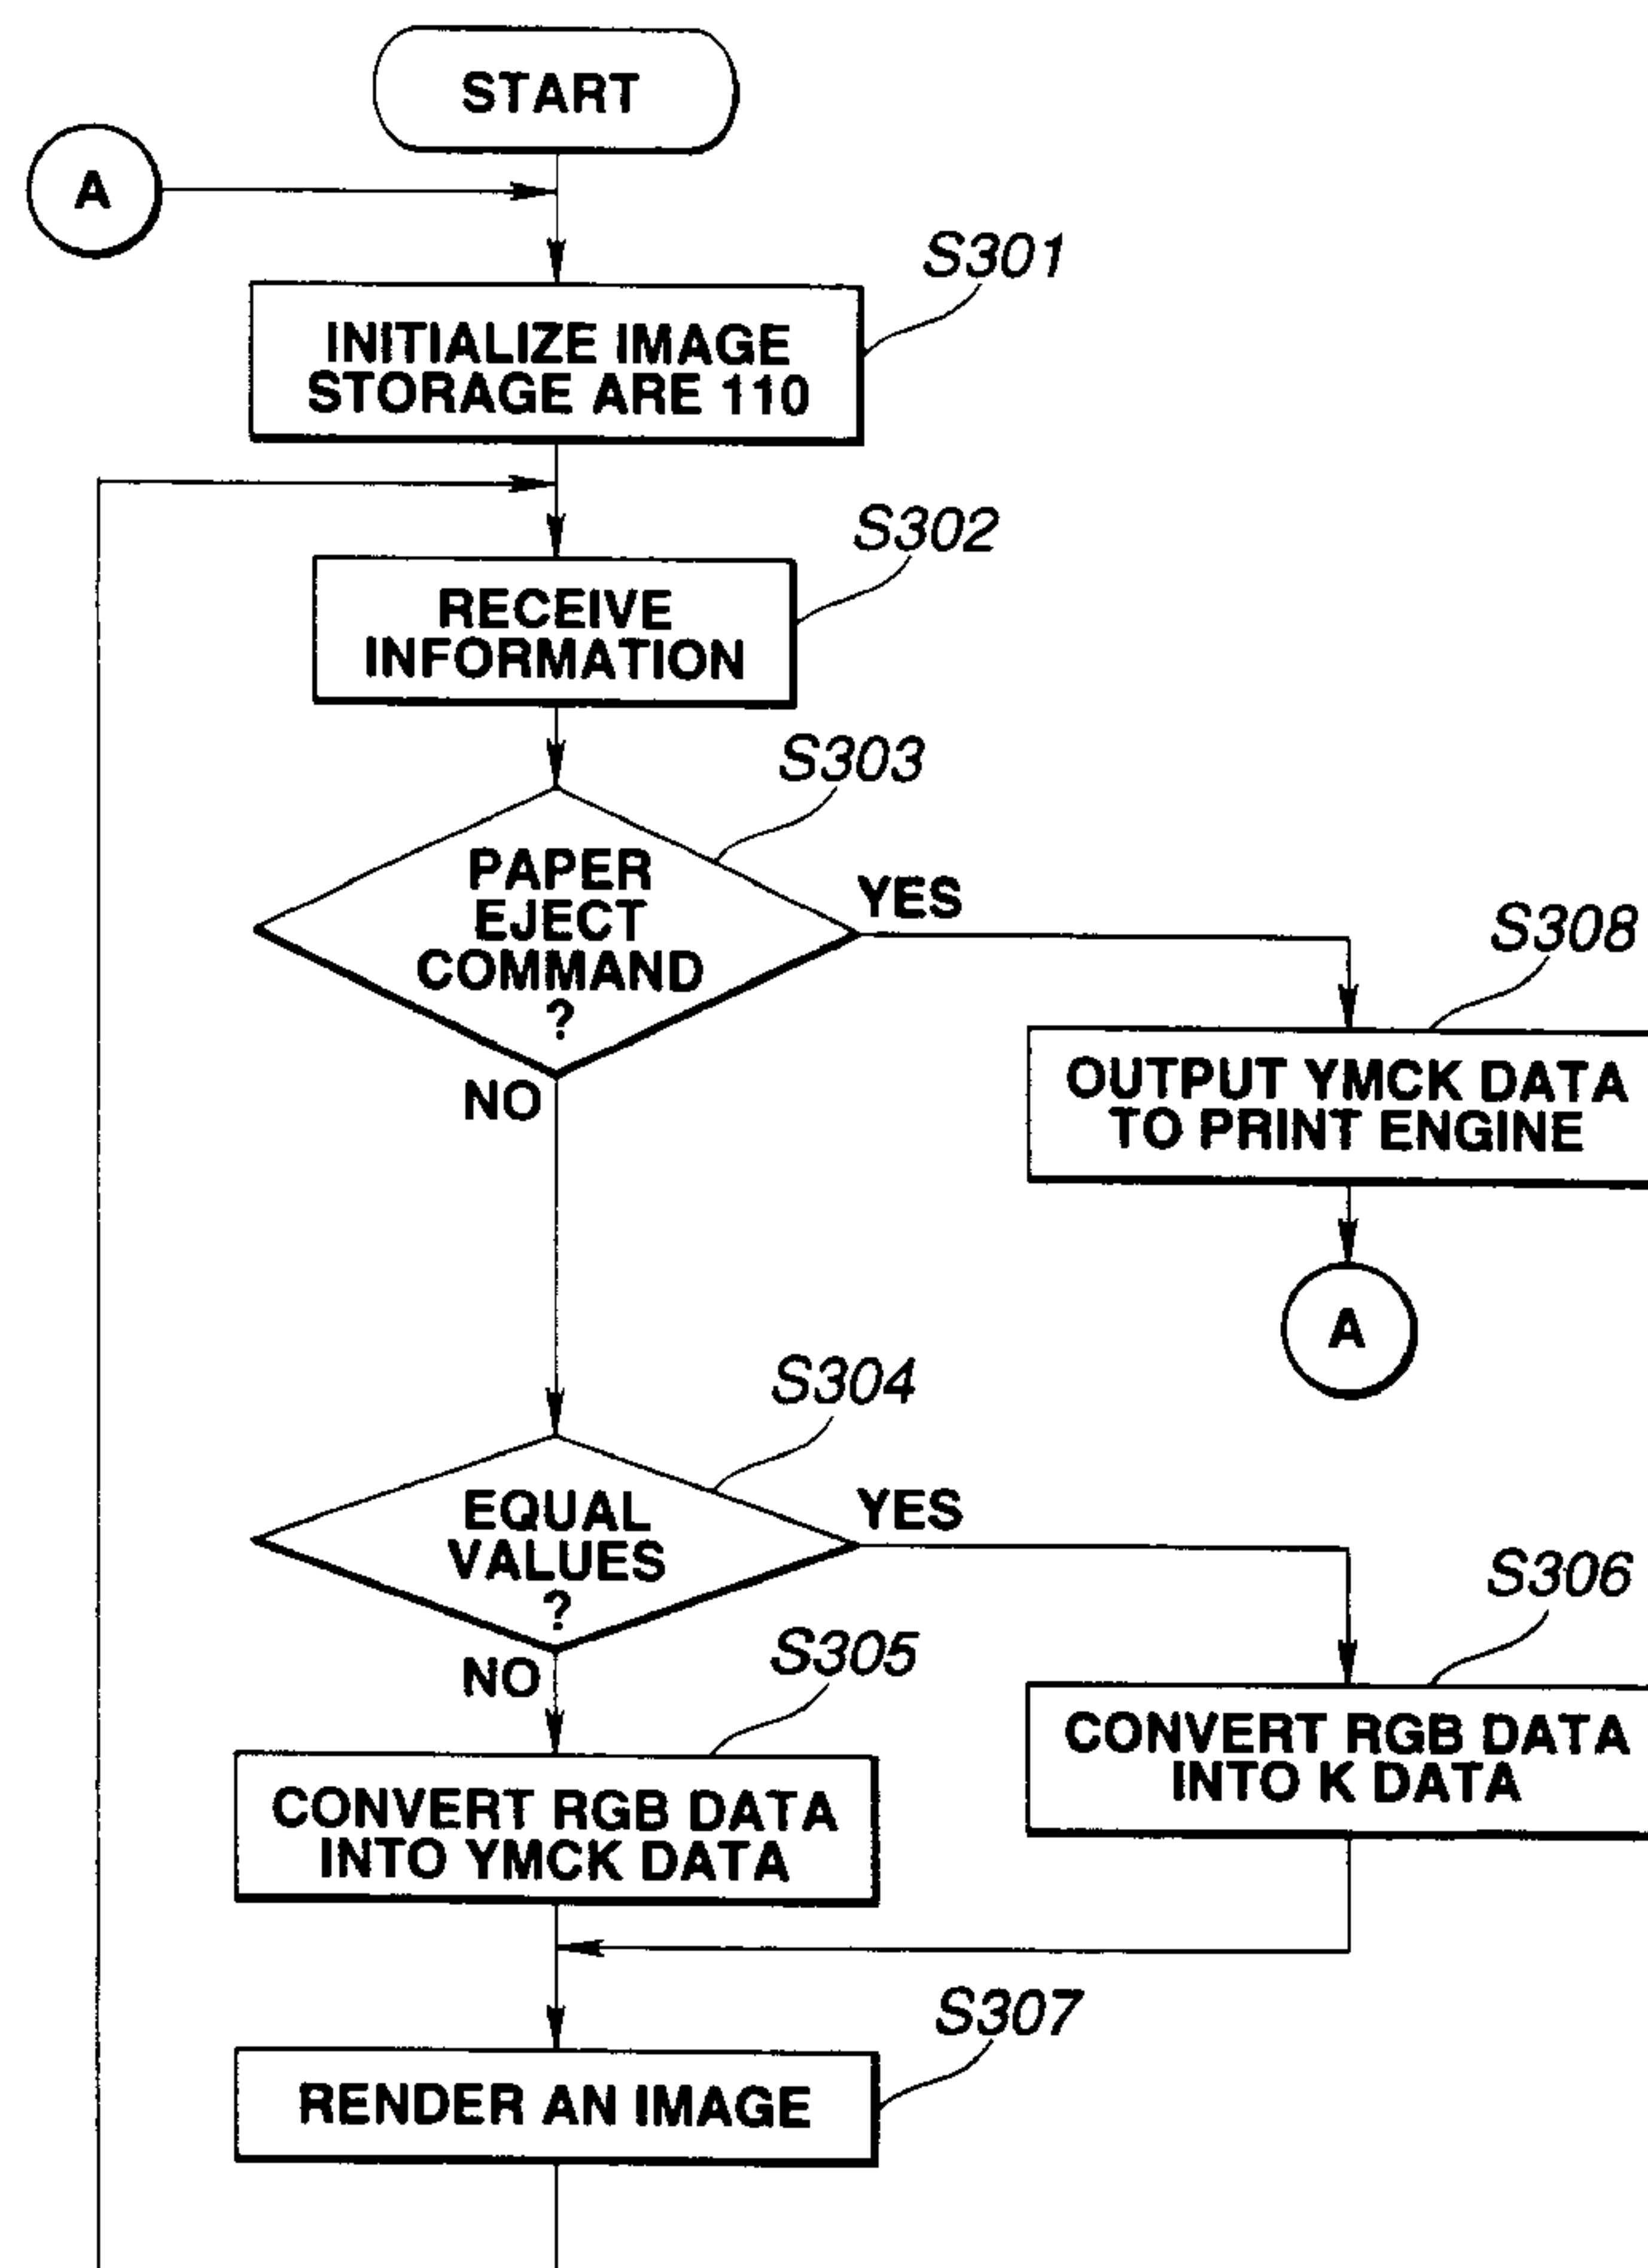 START
A
S301
INITIALIZE IMAGE
STORAGE ARE 110
S302
RECEIVE
INFORMATION
S303
PAPER
EJECT
COMMAND
?
YES
NO
S308
OUTPUT YMCK DATA
TO PRINT ENGINE
A
S304
EQUAL
VALUES
?
YES
NO
S306
CONVERT RGB DATA
INTO K DATA
S305
CONVERT RGB DATA
INTO YMCK DATA
S307
RENDER AN IMAGE